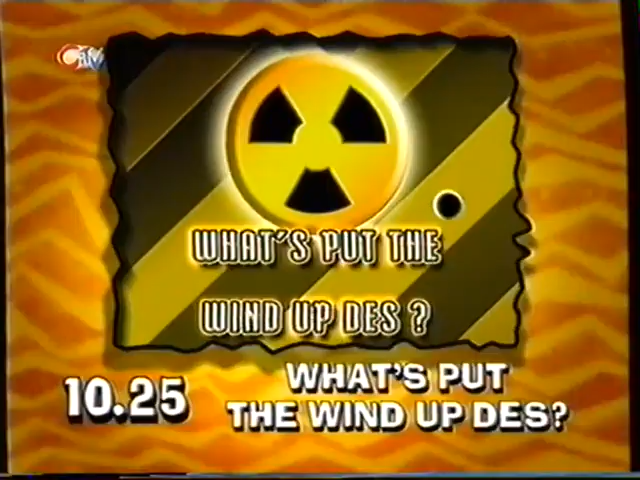 WHAT'S PUT THE
WIND UP DES ?
10.25
WHAT'S PUT
THE WIND UP DES?